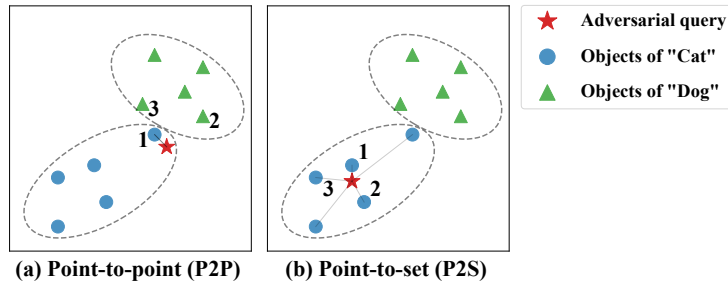 Adversarial query
Objects of "Cat"
Objects of "Dog"
3
2
1
1
3
2
(a) Point-to-point (P2P)
(b) Point-to-set (P2S)